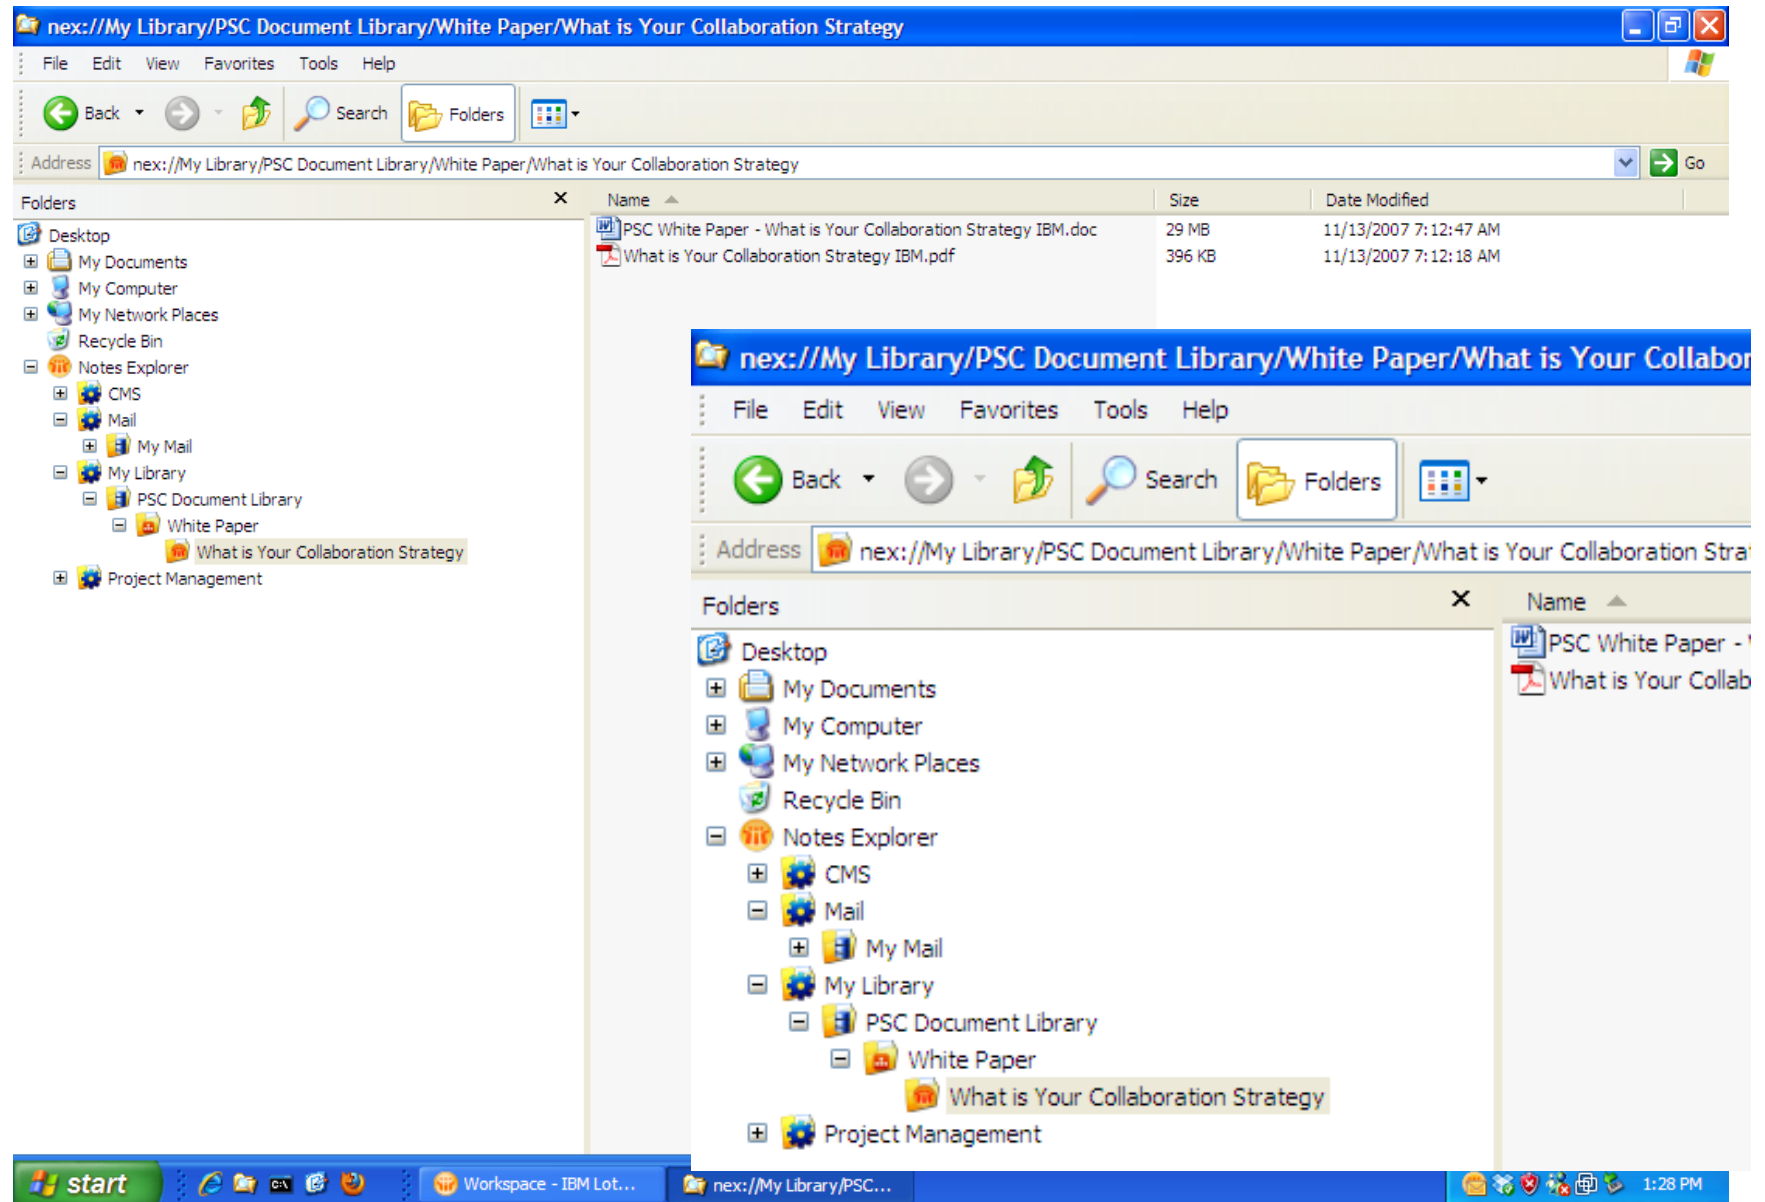 nex://My Library/PSC Document Library/White Paper/What is Your Collaboration Strategy
File Edit View Favorites Tools Help
Back Search Folders
Address nex://My Library/PSC Document Library/White Paper/What is Your Collaboration Strategy Go
Folders
Name Size Date Modified
PSC White Paper - What is Your Collaboration Strategy IBM.doc 29 MB 11/13/2007 7:12:47 AM
What is Your Collaboration Strategy IBM.pdf 396 KB 11/13/2007 7:12:18 AM
Desktop
My Documents
My Computer
My Network Places
Recycle Bin
Notes Explorer
CMS
Mail
My Mail
My Library
PSC Document Library
White Paper
What is Your Collaboration Strategy
Project Management
nex://My Library/PSC Document Library/White Paper/What is Your Collabor
File Edit View Favorites Tools Help
Back Search Folders
Address nex://My Library/PSC Document Library/White Paper/What is Your Collaboration Stra
Folders
Name
PSC White Paper -
What is Your Collab
Desktop
My Documents
My Computer
My Network Places
Recycle Bin
Notes Explorer
CMS
Mail
My Mail
My Library
PSC Document Library
White Paper
What is Your Collaboration Strategy
Project Management
start Workspace - IBM Lot... nex://My Library/PSC... 1:28 PM